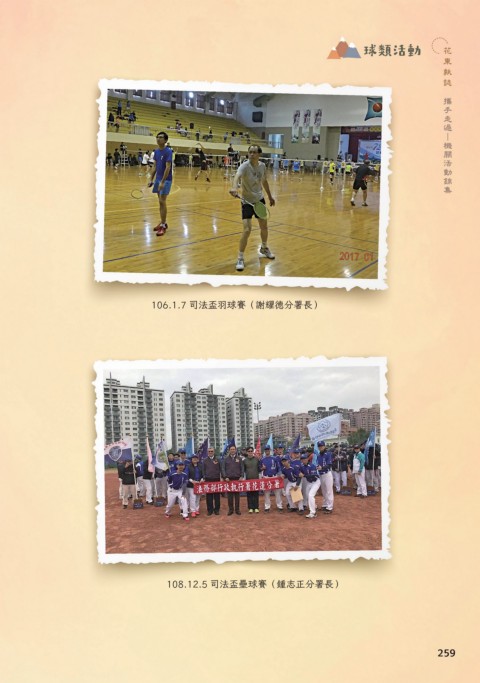 球類活動
花東執誌　攜手走過－機關活動錄集
2017 01
106.1.7 司法盃羽球賽（謝耀德分署長）
法務部行政執行署花蓮分署
108.12.5 司法盃壘球賽（鍾志正分署長）
259